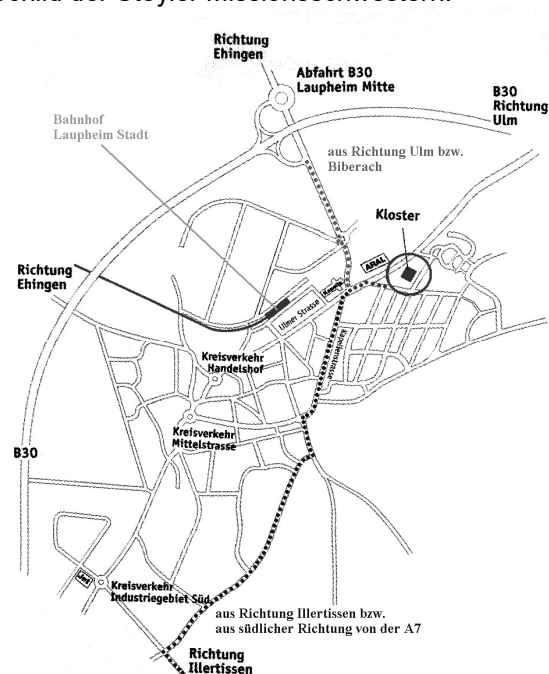 Richtung
Ehingen
Abfahrt B30
Laupheim Mitte
B30
Richtung
Ulm
Bahnhof
Laupheim Stadt
aus Richtung Ulm bzw.
Biberach
Kloster
ARAL
Richtung
Ehingen
Ulmer Strasse
Kapellenstrasse
Kreisverkehr
Handelshof
Kreisverkehr
Mittelstrasse
B30
Jet
Kreisverkehr
Industriegebiet Süd
aus Richtung Illertissen bzw.
aus südlicher Richtung von der A7
Richtung
Illertissen